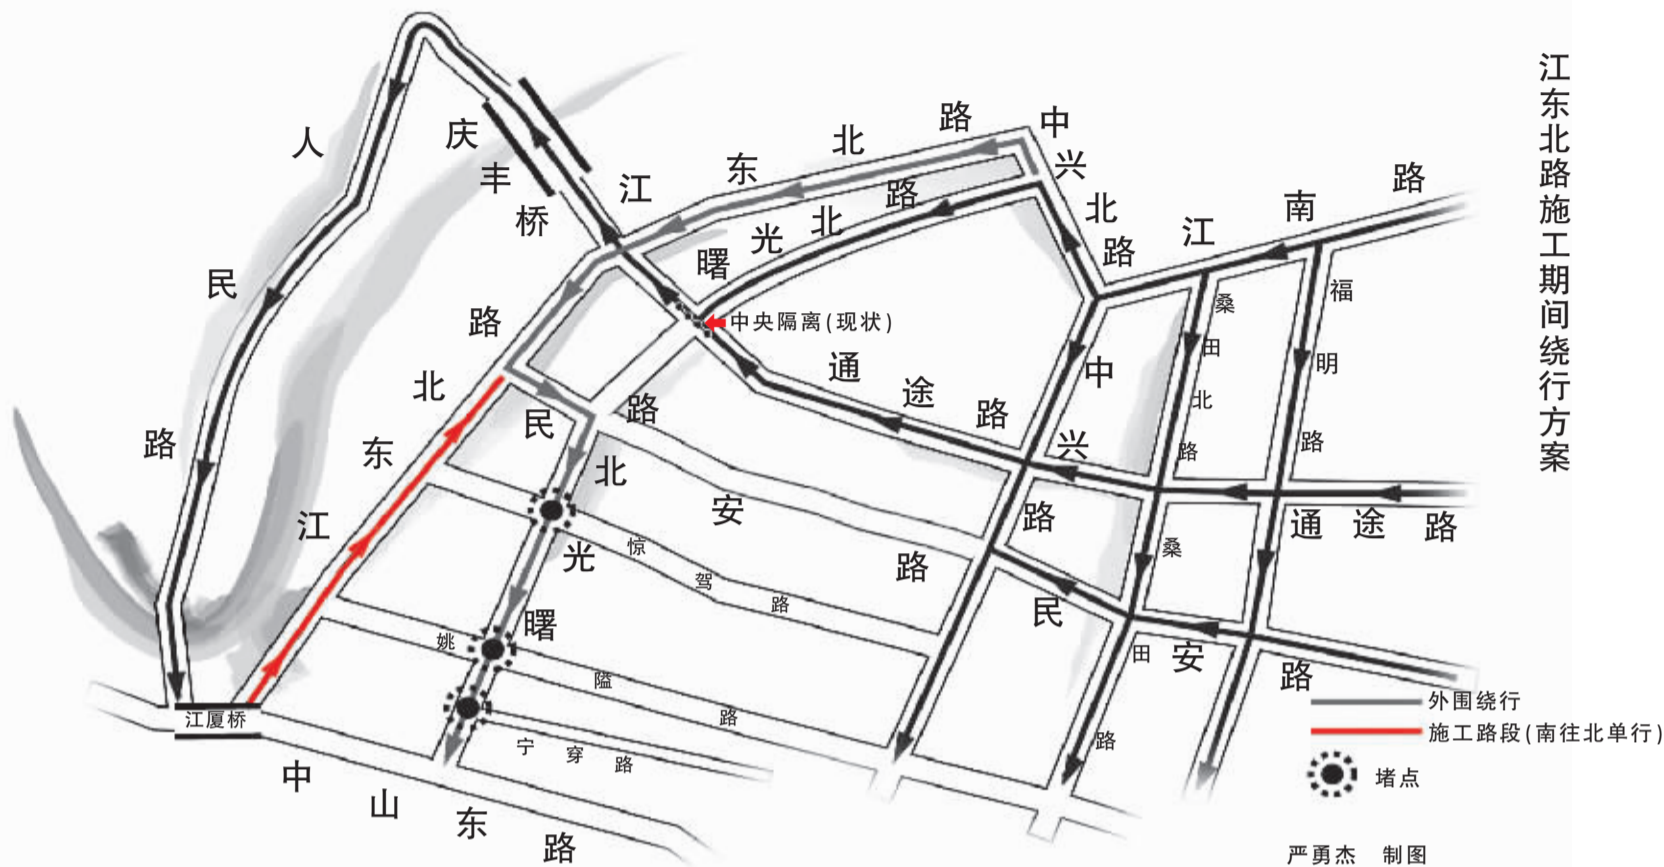 江东北路施工期间绕行方案
人民路
庆丰桥
江东北路
中兴北路
曙光北路
江南路
中央隔离(现状)
通途路
中兴路
桑田北路
福明路
江东北路
民安路
曙光北路
惊驾路
通途路
民安路
桑田路
姚隘路
宁穿路
江厦桥
中山东路
外围绕行
施工路段(南往北单行)
堵点
严勇杰 制图